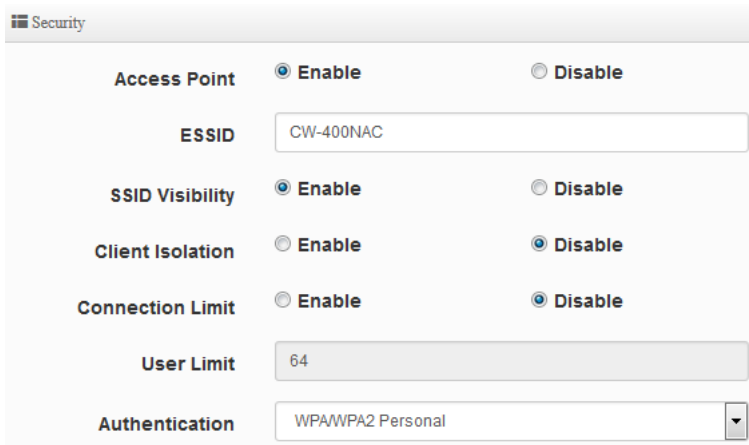 Security
Access Point Enable Disable
ESSID CW-400NAC
SSID Visibility Enable Disable
Client Isolation Enable Disable
Connection Limit Enable Disable
User Limit 64
Authentication WPA/WPA2 Personal